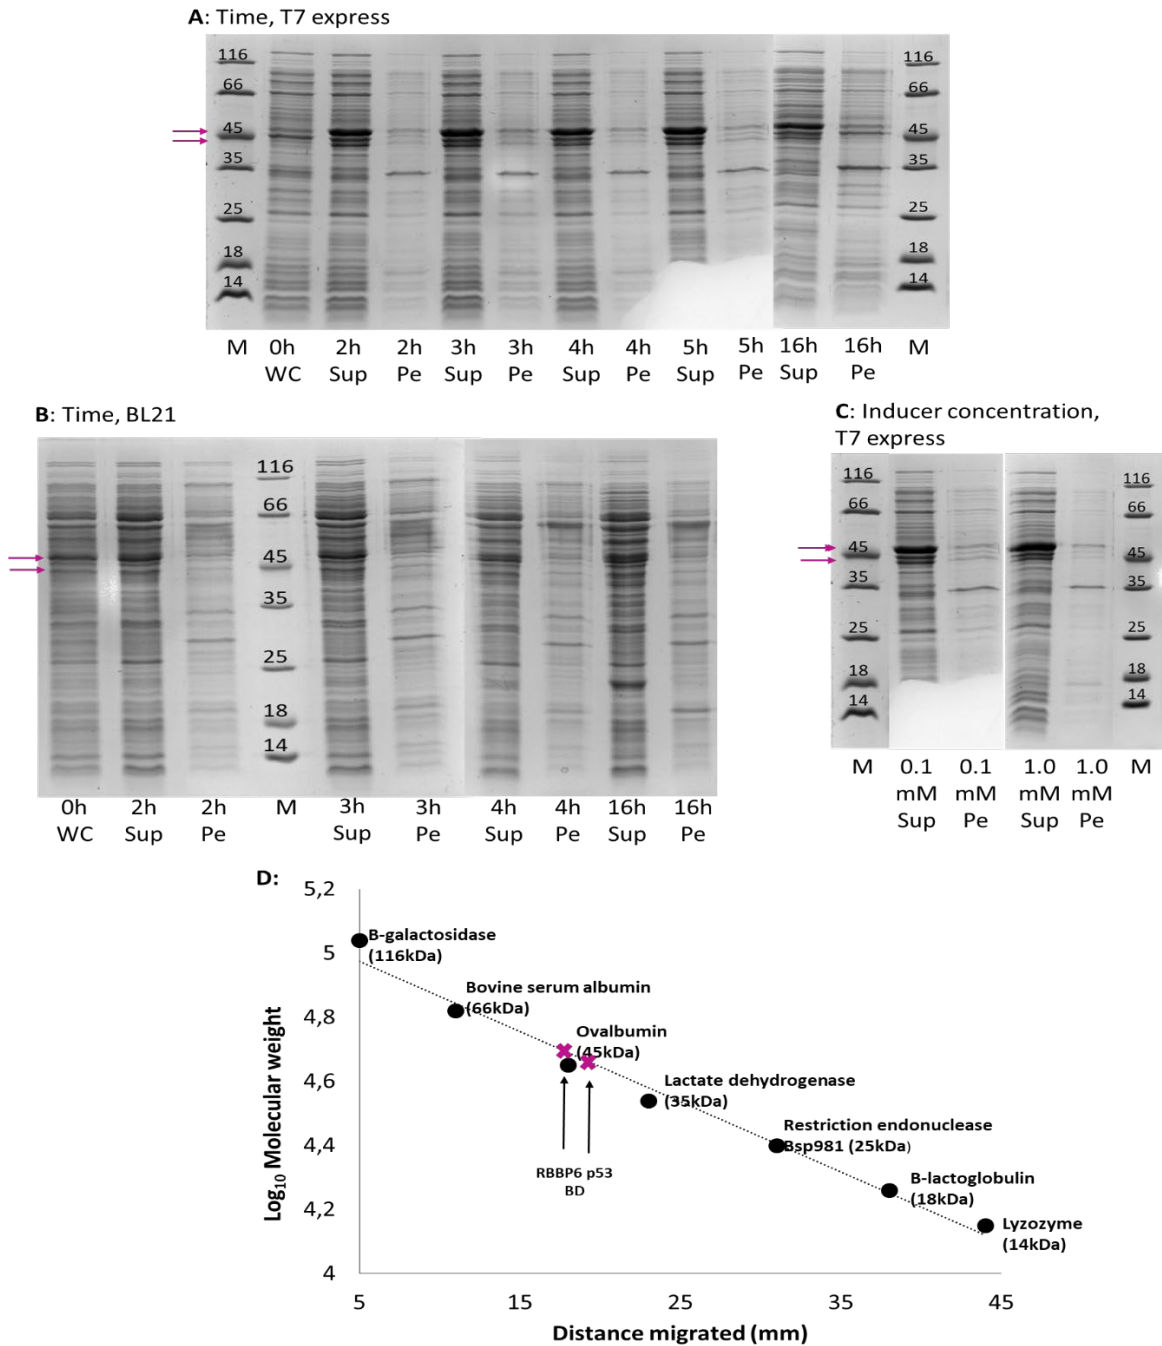 A: Time, T7 express
116
66
45
35
25
18
14
116
66
45
35
25
18
14
M 0h 2h 2h 3h 3h 4h 4h 5h 5h 16h 16h M
WC Sup Pe Sup Pe Sup Pe Sup Pe Sup Pe
B: Time, BL21
116
66
45
35
25
18
14
0h 2h 2h M 3h 3h 4h 4h 16h 16h
WC Sup Pe Sup Pe Sup Pe Sup Pe
C: Inducer concentration,
T7 express
116
66
45
35
25
18
14
116
66
45
35
25
18
14
M 0.1 0.1 1.0 1.0 M
mM mM mM mM
Sup Pe Sup Pe
D:
5,2
5
4,8
4,6
4,4
4,2
4
Log10 Molecular weight
B-galactosidase
(116kDa)
Bovine serum albumin
(66kDa)
Ovalbumin
(45kDa)
Lactate dehydrogenase
(35kDa)
Restriction endonuclease
Bsp981 (25kDa)
B-lactoglobulin
(18kDa)
Lyzozyme
(14kDa)
RBBP6 p53
BD
5 15 25 35 45
Distance migrated (mm)